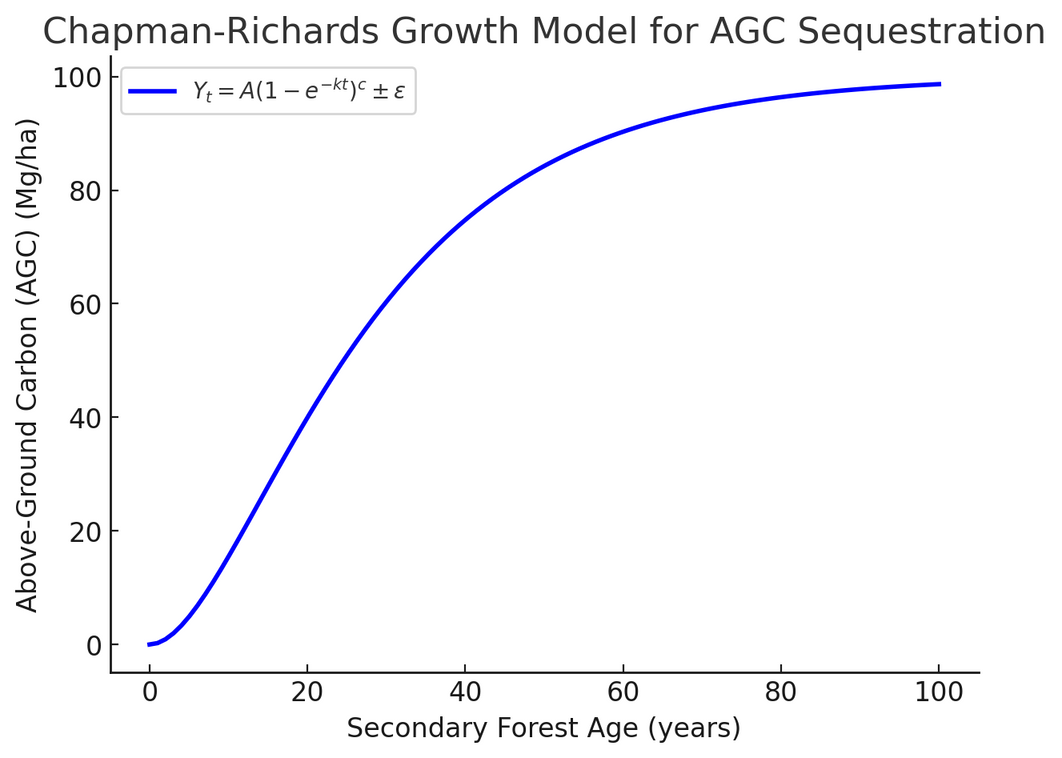 Chapman-Richards Growth Model for AGC Sequestration
Y_t = A(1 − e^{−kt})^c ± ε
100
80
60
40
20
0
Above-Ground Carbon (AGC) (Mg/ha)
0 20 40 60 80 100
Secondary Forest Age (years)